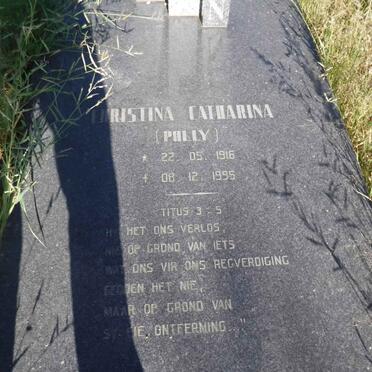 CHRISTINA CATHARINA
(POLLY)
* 22. 05. 1916
† 08. 12. 1995
TITUS 3 : 5
HY HET ONS VERLOS,
NIE OP GROND VAN IETS
WAT ONS VIR ONS REGVERDIGING
GEDOEN HET NIE,
MAAR OP GROND VAN
SY ONTFERMING..."